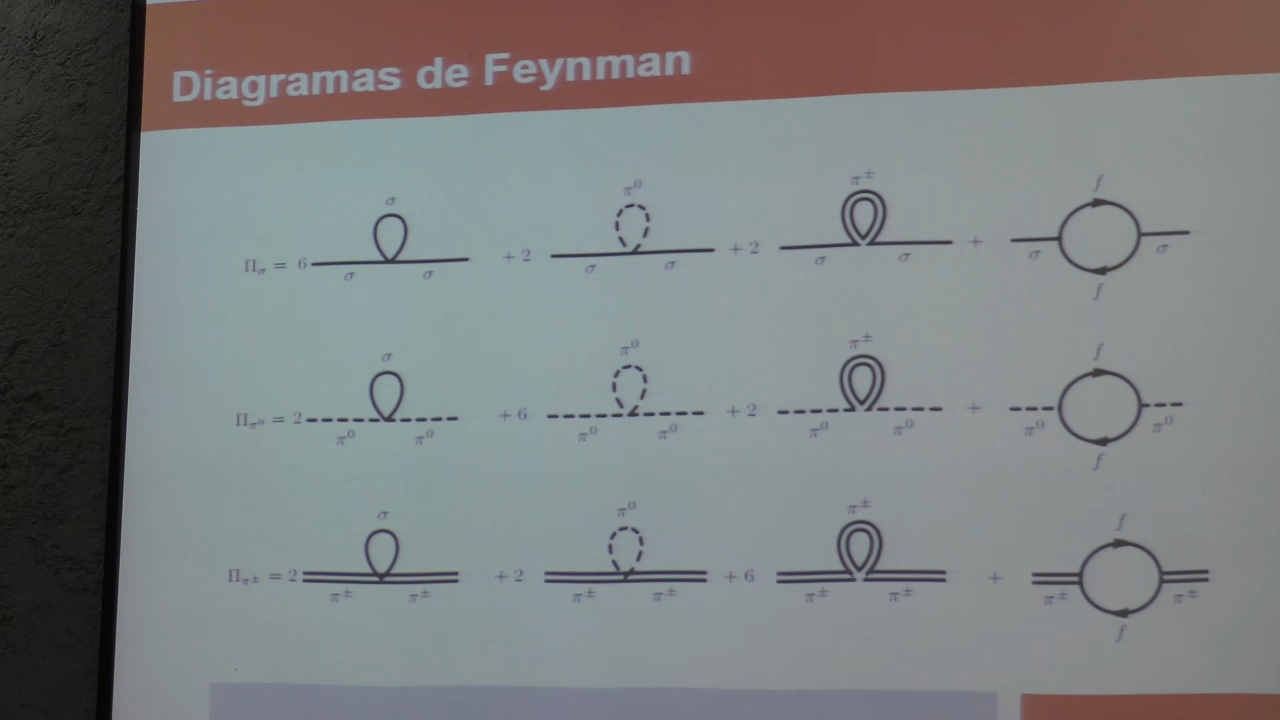 Diagramas de Feynman
σ π⁰ π± f
Π_σ = 6 + 2 + 2 +
σ σ σ σ σ σ σ σ
f
σ π⁰ π± f
Π_π⁰ = 2 + 6 + 2 +
π⁰ π⁰ π⁰ π⁰ π⁰ π⁰ π⁰ π⁰
f
σ π⁰ π± f
Π_π± = 2 + 2 + 6 +
π± π± π± π± π± π± π± π±
f